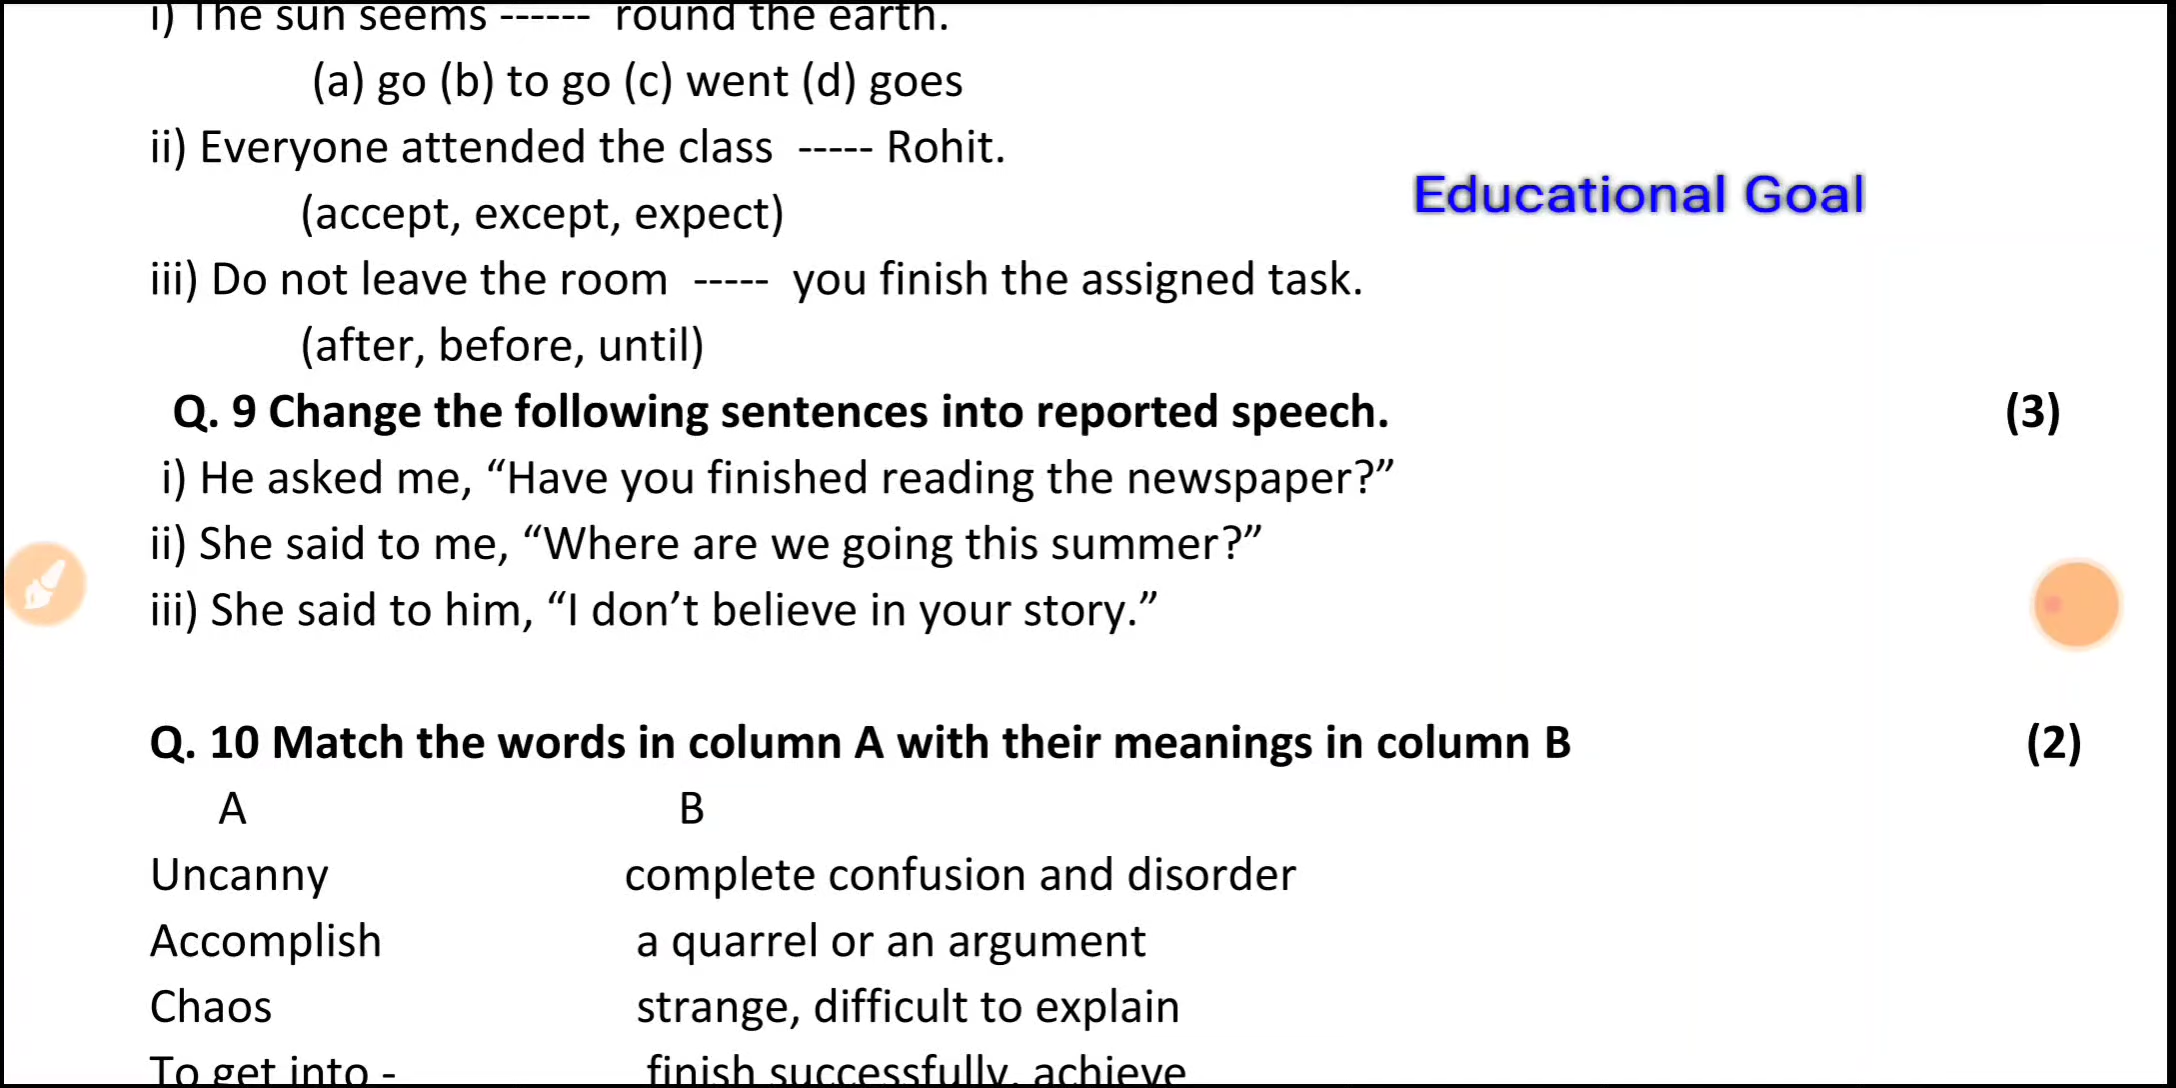 i) The sun seems ------ round the earth.
(a) go (b) to go (c) went (d) goes
ii) Everyone attended the class ----- Rohit.
(accept, except, expect)
Educational Goal
iii) Do not leave the room ----- you finish the assigned task.
(after, before, until)
Q. 9 Change the following sentences into reported speech. (3)
i) He asked me, “Have you finished reading the newspaper?”
ii) She said to me, “Where are we going this summer?”
iii) She said to him, “I don’t believe in your story.”
Q. 10 Match the words in column A with their meanings in column B (2)
A B
Uncanny complete confusion and disorder
Accomplish a quarrel or an argument
Chaos strange, difficult to explain
To get into - finish successfully, achieve